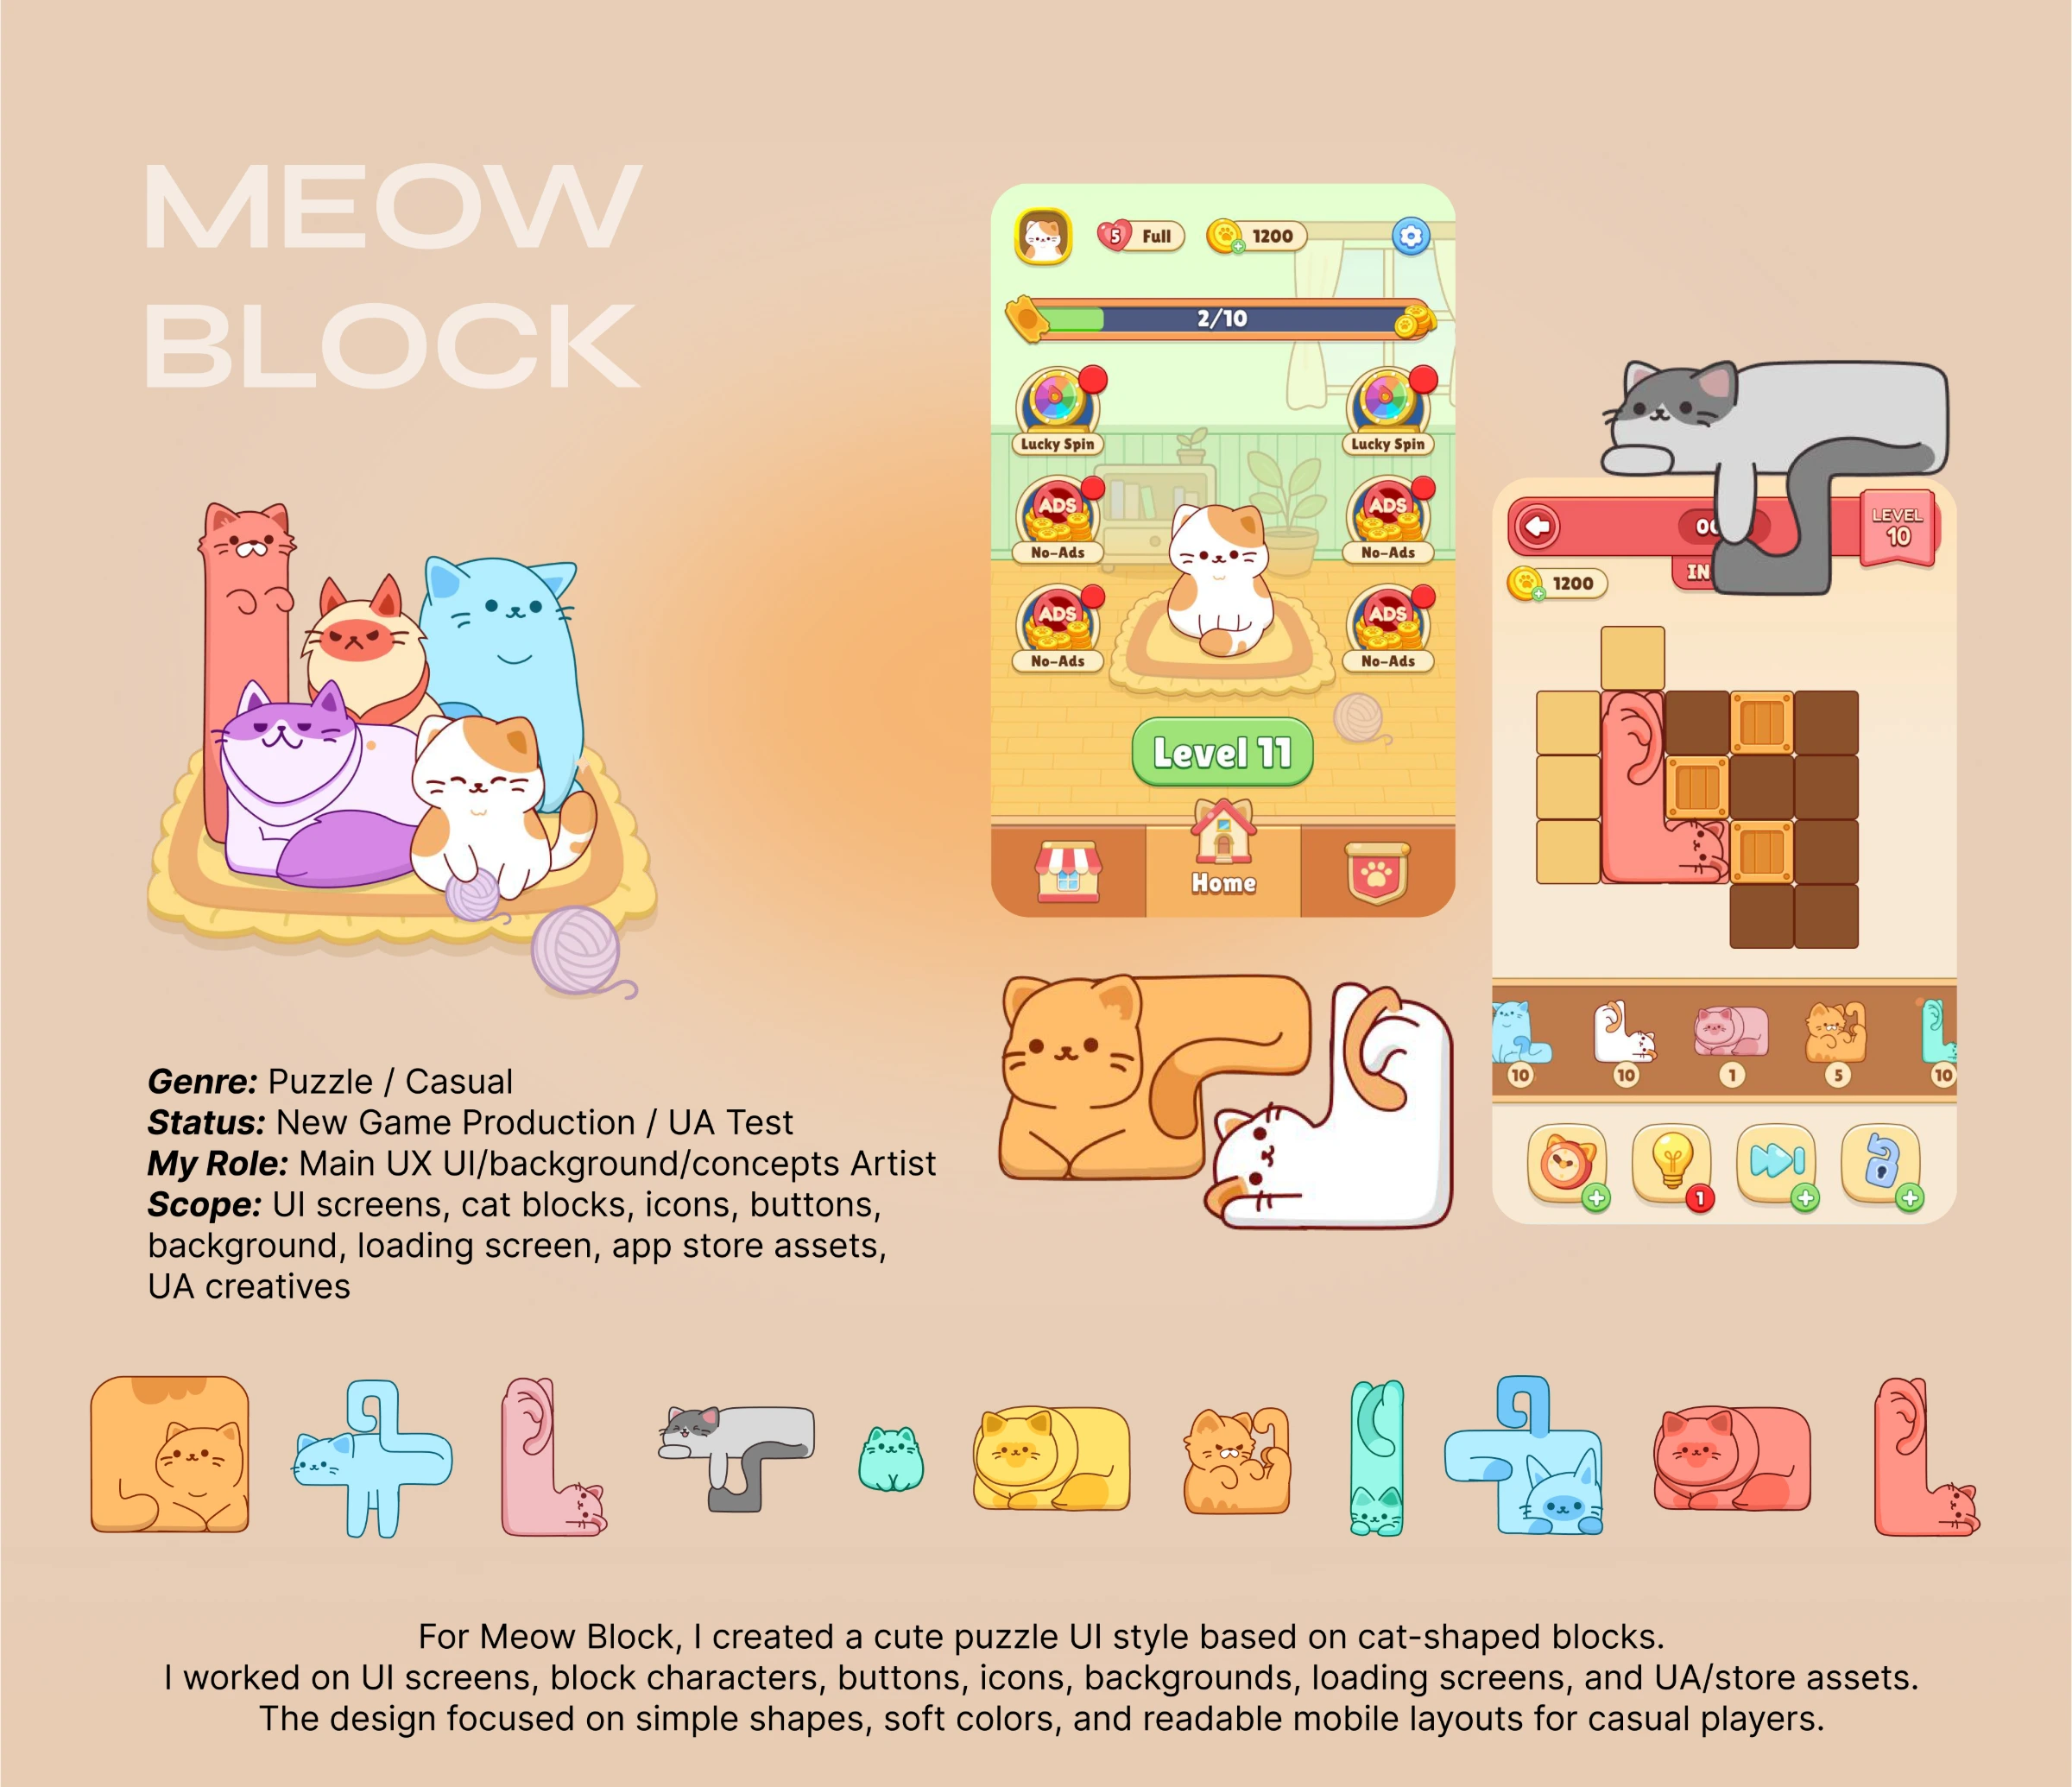 MEOW
BLOCK
5 Full 1200
2/10
Lucky Spin Lucky Spin
ADS ADS
No-Ads No-Ads
ADS ADS
No-Ads No-Ads
Level 11
Home
LEVEL
10
1200
10 10 1 5 10
1
Genre: Puzzle / Casual
Status: New Game Production / UA Test
My Role: Main UX UI/background/concepts Artist
Scope: UI screens, cat blocks, icons, buttons,
background, loading screen, app store assets,
UA creatives
For Meow Block, I created a cute puzzle UI style based on cat-shaped blocks.
I worked on UI screens, block characters, buttons, icons, backgrounds, loading screens, and UA/store assets.
The design focused on simple shapes, soft colors, and readable mobile layouts for casual players.